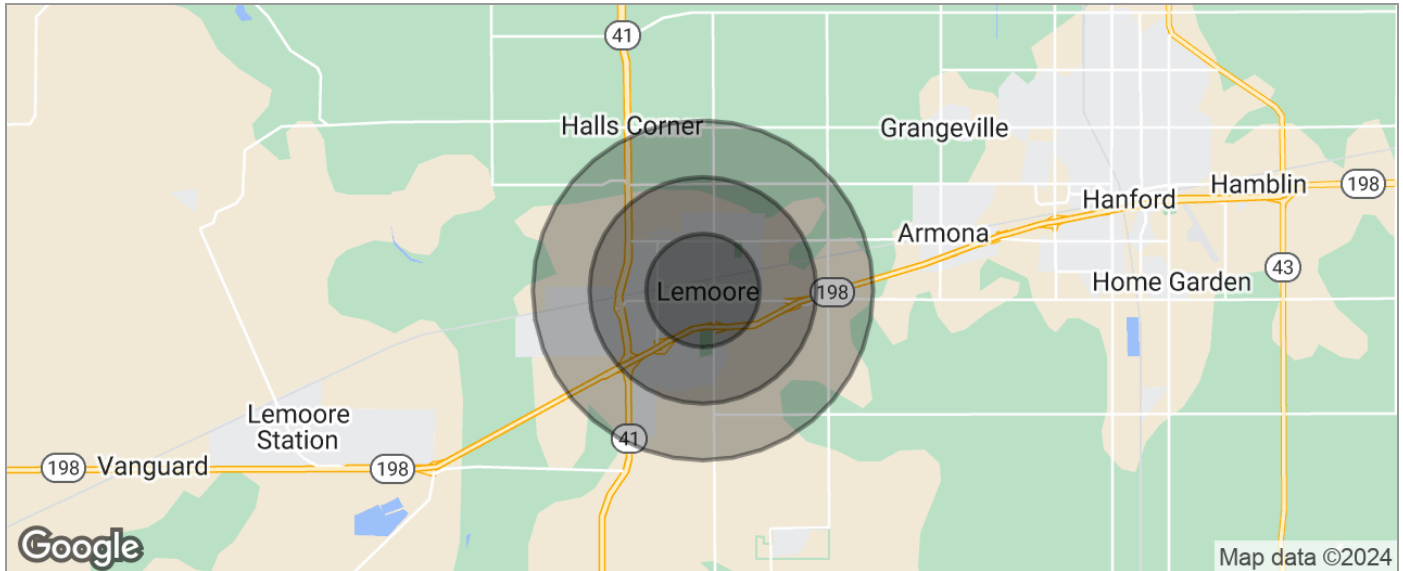 41
Halls Corner
Grangeville
Hamblin
198
Hanford
Armona
43
Home Garden
Lemoore
198
Lemoore
Station
41
198
Vanguard
198
Google
Map data ©2024